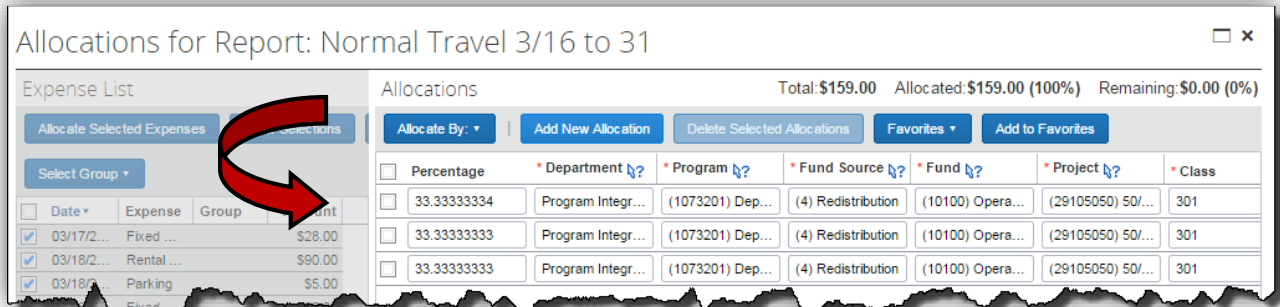 Allocations for Report: Normal Travel 3/16 to 31
Expense List
Allocate Selected Expenses
Selections
Select Group
Date Expense Group
03/17/2... Fixed ... $28.00
03/18/2... Rental ... $90.00
03/18/2... Parking $5.00
Allocations Total:$159.00 Allocated:$159.00 (100%) Remaining:$0.00 (0%)
Allocate By: | Add New Allocation Delete Selected Allocations Favorites Add to Favorites
Percentage * Department ? * Program ? * Fund Source ? * Fund ? * Project ? * Class
33.33333334 Program Integr... (1073201) Dep... (4) Redistribution (10100) Opera... (29105050) 50/... 301
33.33333333 Program Integr... (1073201) Dep... (4) Redistribution (10100) Opera... (29105050) 50/... 301
33.33333333 Program Integr... (1073201) Dep... (4) Redistribution (10100) Opera... (29105050) 50/... 301